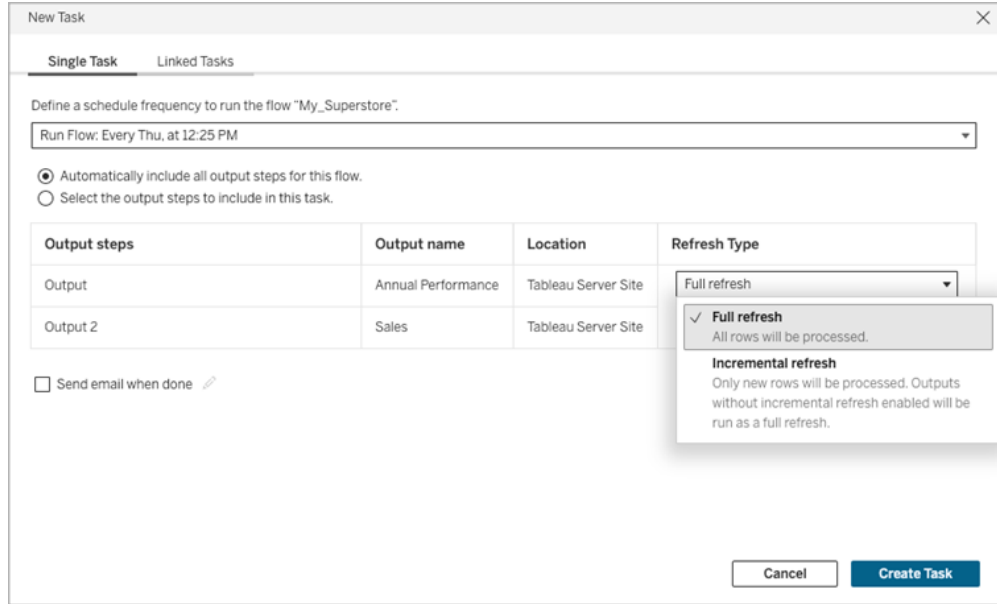 New Task
Single Task Linked Tasks
Define a schedule frequency to run the flow "My_Superstore".
Run Flow: Every Thu, at 12:25 PM
Automatically include all output steps for this flow.
Select the output steps to include in this task.
Output steps Output name Location Refresh Type
Output Annual Performance Tableau Server Site Full refresh
Output 2 Sales Tableau Server Site
Full refresh
All rows will be processed.
Incremental refresh
Only new rows will be processed. Outputs
without incremental refresh enabled will be
run as a full refresh.
Send email when done
Cancel Create Task